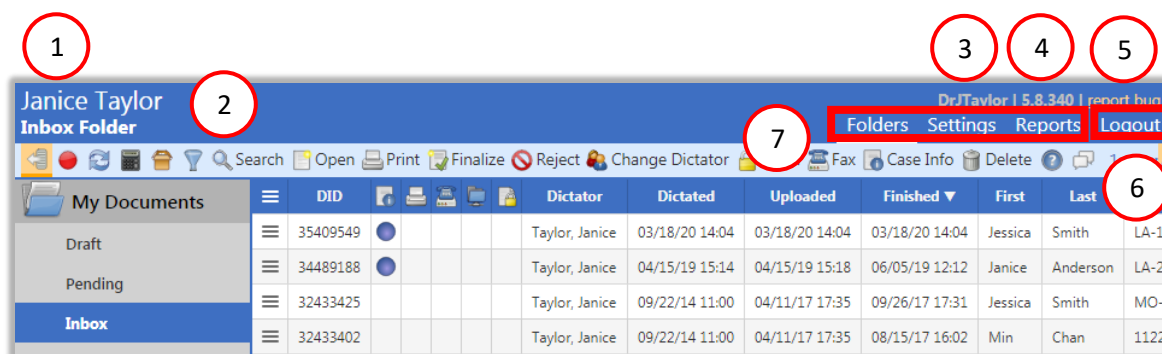 1
3 4 5
2
Janice Taylor
DrJTaylor | 5.8.340 | report bug
Inbox Folder
7
Folders Settings Reports Logout
Search Open Print Finalize Reject Change Dictator Fax Case Info Delete
6
My Documents DID Dictator Dictated Uploaded Finished ▼ First Last
Draft
35409549 Taylor, Janice 03/18/20 14:04 03/18/20 14:04 03/18/20 14:04 Jessica Smith LA-1
34489188 Taylor, Janice 04/15/19 15:14 04/15/19 15:18 06/05/19 12:12 Janice Anderson LA-2
Pending
32433425 Taylor, Janice 09/22/14 11:00 04/11/17 17:35 09/26/17 17:31 Jessica Smith MO-
Inbox
32433402 Taylor, Janice 09/22/14 11:00 04/11/17 17:35 08/15/17 16:02 Min Chan 1122